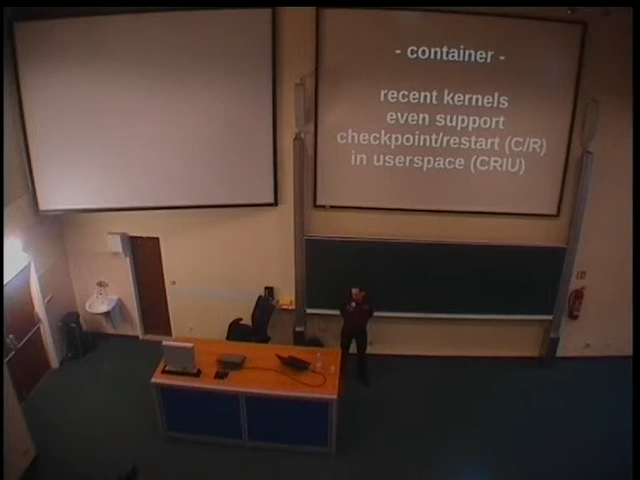 - container -
recent kernels
even support
checkpoint/restart (C/R)
in userspace (CRIU)